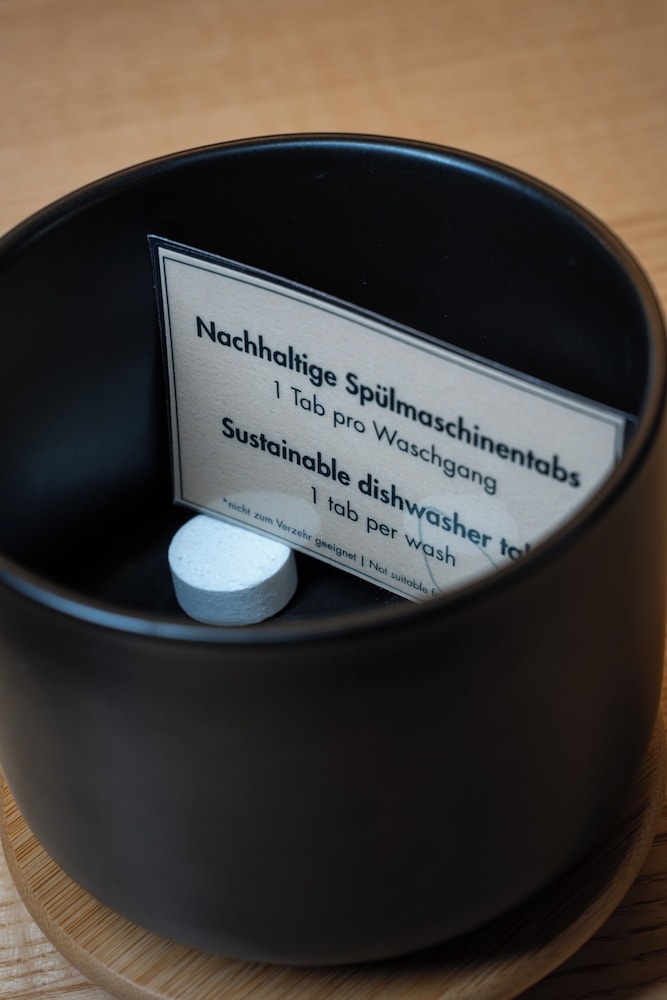 Nachhaltige Spülmaschinentabs
1 Tab pro Waschgang
Sustainable dishwasher
1 tab per wash
*nicht zum Verzehr geeignet | Not suitable